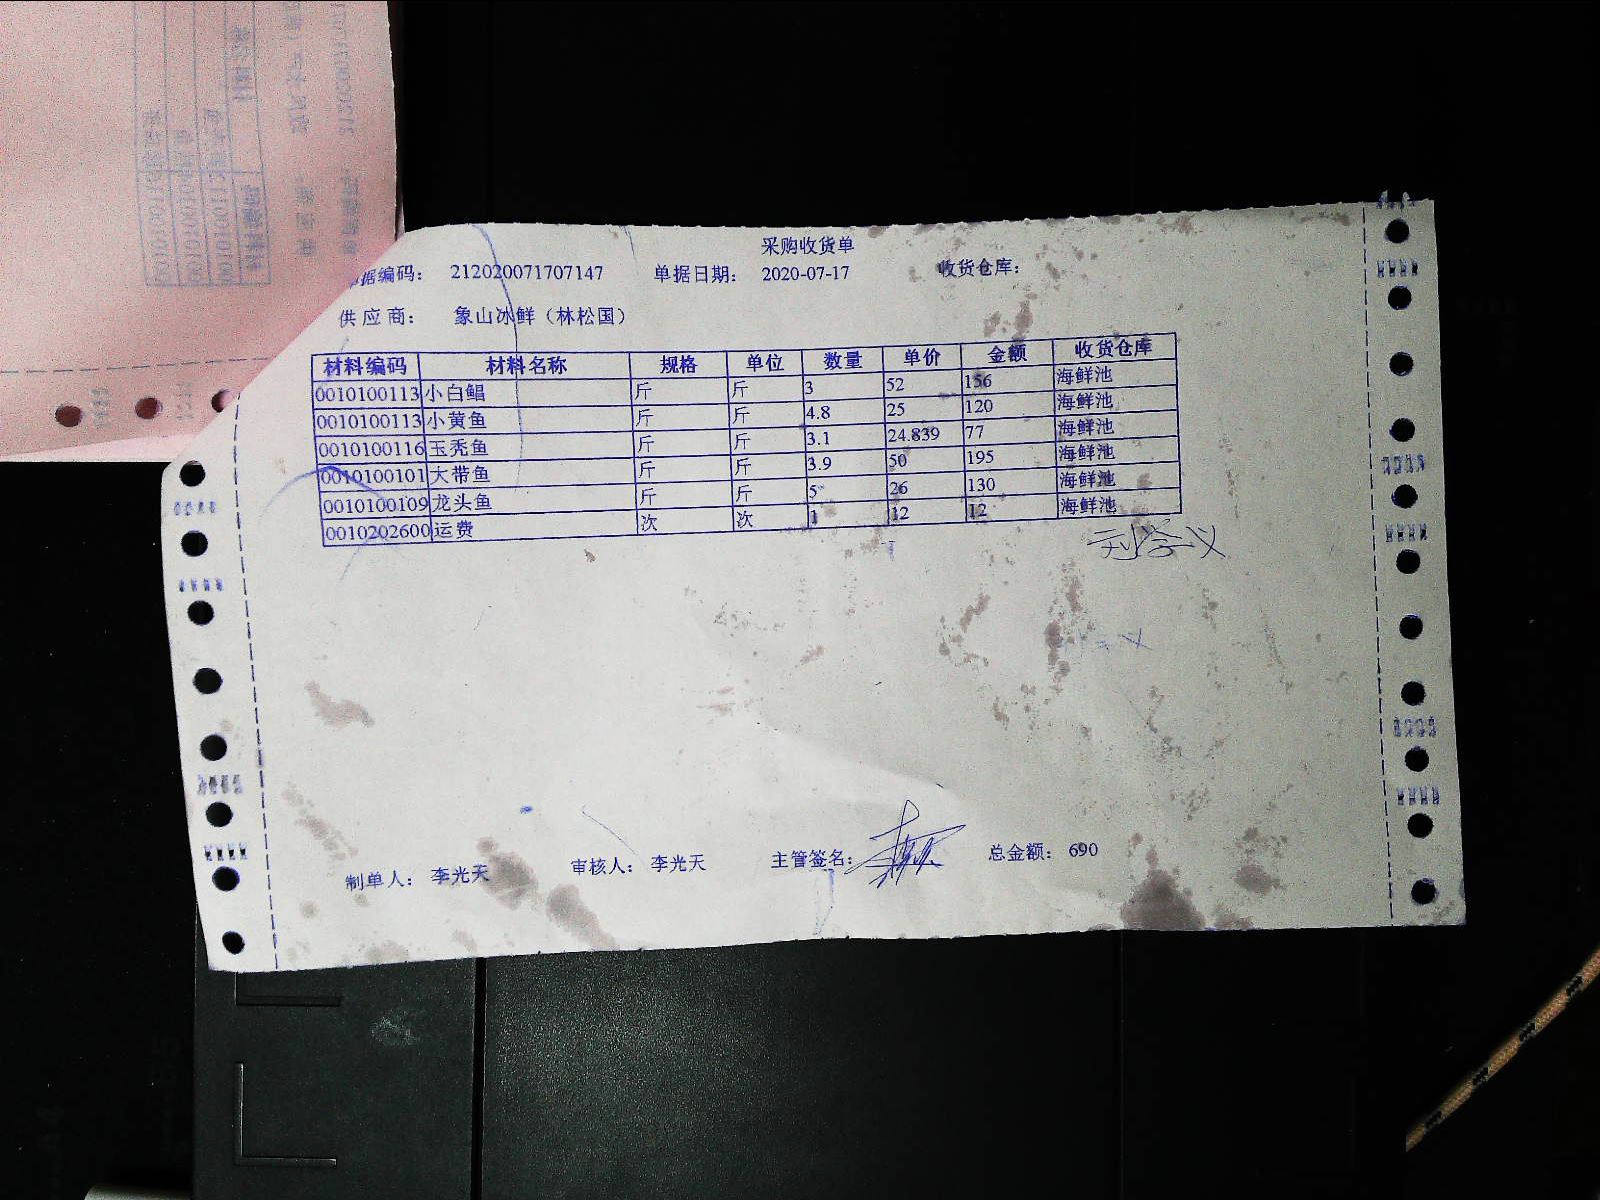 采购收货单
单据编码： 212020071707147 单据日期： 2020-07-17 收货仓库：
供应商： 象山冰鲜（林松国）
材料编码 材料名称 规格 单位 数量 单价 金额 收货仓库
0010100113 小白鲳 斤 斤 3 52 156 海鲜池
0010100113 小黄鱼 斤 斤 4.8 25 120 海鲜池
0010100116 玉秃鱼 斤 斤 3.1 24.839 77 海鲜池
0010100101 大带鱼 斤 斤 3.9 50 195 海鲜池
0010100109 龙头鱼 斤 斤 5 26 130 海鲜池
0010202600 运费 次 次 1 12 12 海鲜池
刘学义
制单人： 李光天 审核人： 李光天 主管签名： 总金额： 690